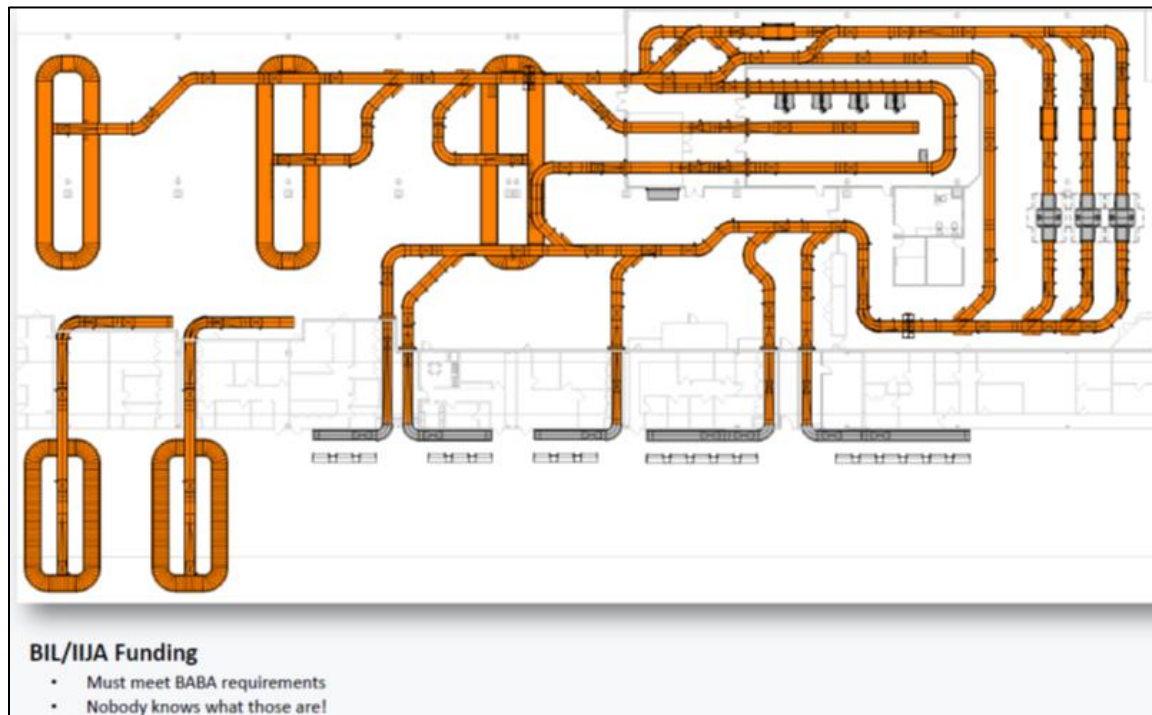 BIL/IIJA Funding
• Must meet BABA requirements
• Nobody knows what those are!